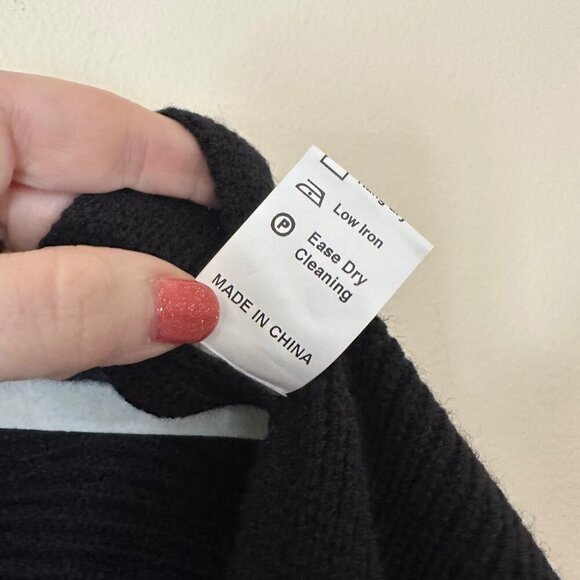 Low Iron
Ⓟ Ease Dry
Cleaning
MADE IN CHINA